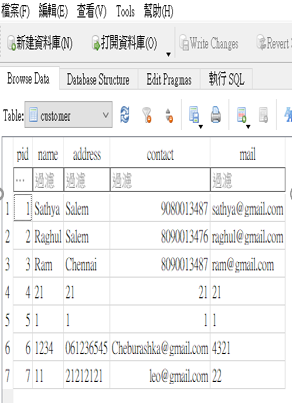 檔案(F) 編輯(E) 查看(V) Tools 幫助(H)
新建資料庫(N) 打開資料庫(O) Write Changes Revert
Browse Data Database Structure Edit Pragmas 執行 SQL
Table: customer
pid name address contact mail
... 過濾 過濾 過濾 過濾
1 1 Sathya Salem 9080013487 sathya@gmail.com
2 2 Raghul Salem 8090013476 raghul@gmail.com
3 3 Ram Chennai 8090013487 ram@gmail.com
4 4 21 21 21 21
5 5 1 1 1 1
6 6 1234 061236545 Cheburashka@gmail.com 4321
7 7 11 21212121 leo@gmail.com 22